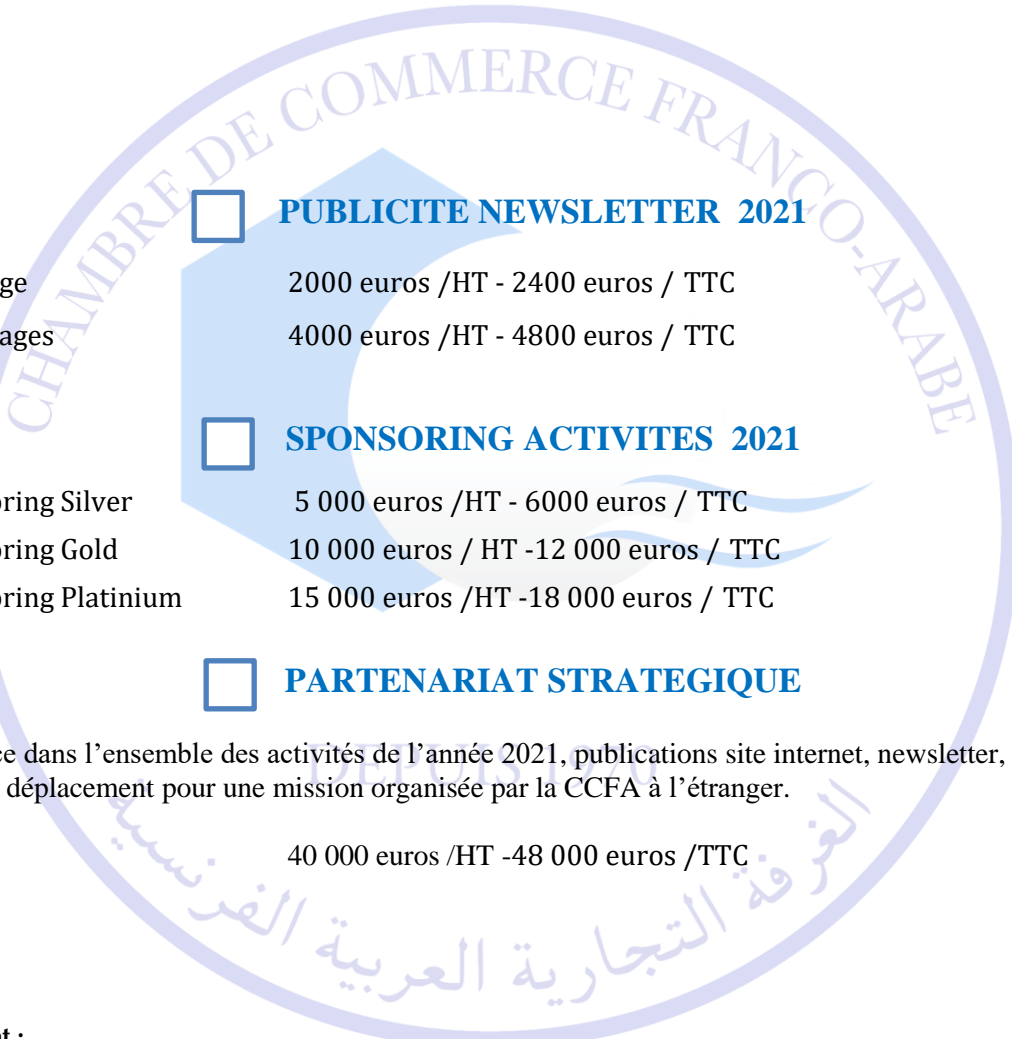 CHAMBRE DE COMMERCE FRANCO-ARABE
PUBLICITE NEWSLETTER 2021
ge 2000 euros /HT - 2400 euros / TTC
ages 4000 euros /HT - 4800 euros / TTC
SPONSORING ACTIVITES 2021
oring Silver 5 000 euros /HT - 6000 euros / TTC
oring Gold 10 000 euros / HT -12 000 euros / TTC
oring Platinium 15 000 euros /HT -18 000 euros / TTC
PARTENARIAT STRATEGIQUE
ce dans l’ensemble des activités de l’année 2021, publications site internet, newsletter,
DEPUIS 1970
déplacement pour une mission organisée par la CCFA à l’étranger.
40 000 euros /HT -48 000 euros /TTC
الغرفة التجارية العربية الفرنسية